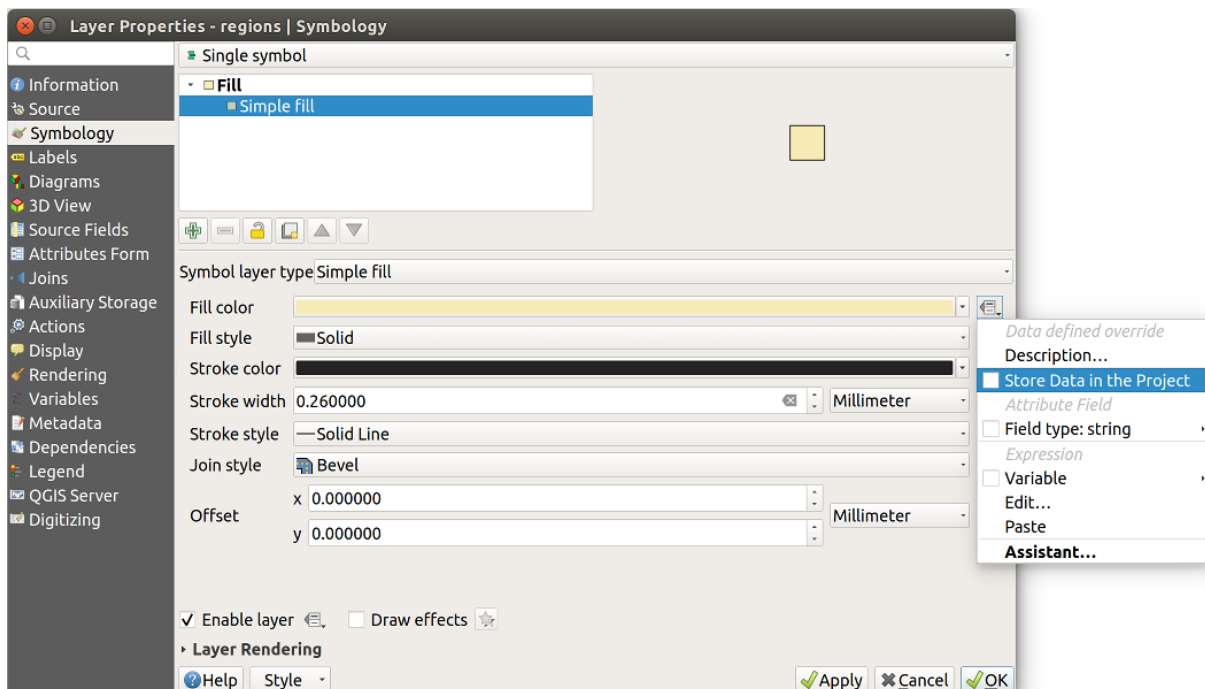 Layer Properties - regions | Symbology
Single symbol
Information
Source
Symbology
Labels
Diagrams
3D View
Source Fields
Attributes Form
Joins
Auxiliary Storage
Actions
Display
Rendering
Variables
Metadata
Dependencies
Legend
QGIS Server
Digitizing
Fill
Simple fill
Symbol layer type Simple fill
Fill color
Fill style Solid
Stroke color
Stroke width 0.260000 Millimeter
Stroke style Solid Line
Join style Bevel
Offset x 0.000000 Millimeter
y 0.000000
Data defined override
Description...
Store Data in the Project
Attribute Field
Field type: string
Expression
Variable
Edit...
Paste
Assistant...
Enable layer Draw effects
Layer Rendering
Help Style Apply Cancel OK